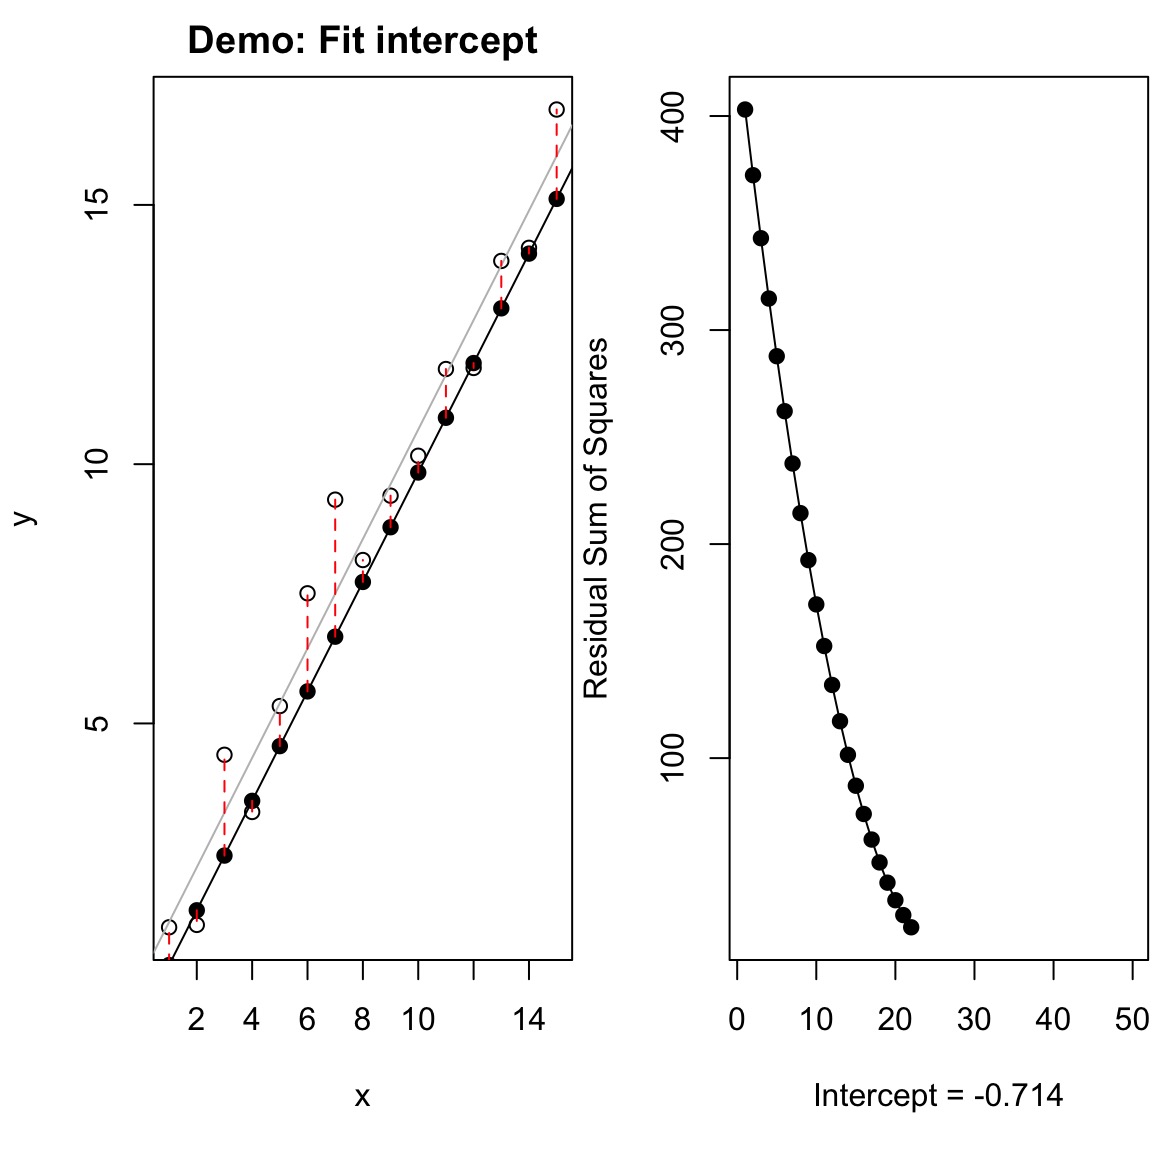 Demo: Fit intercept
y
15
10
5
2 4 6 8 10 14
x
Residual Sum of Squares
400
300
200
100
0 10 20 30 40 50
Intercept = -0.714